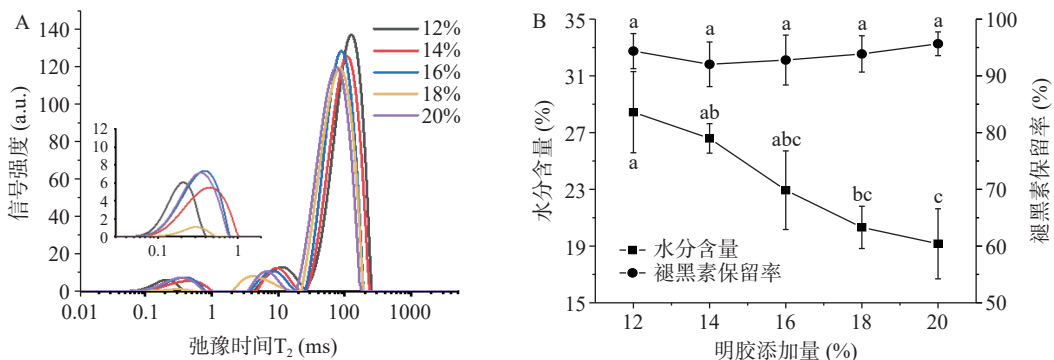 A
140
120
100
80
60
40
20
0
信号强度 (a.u.)
12%
14%
16%
18%
20%
12
10
8
6
4
2
0
0.1
1
0.01
0.1
1
10
100
1000
弛豫时间T₂ (ms)
B
35
31
27
23
19
15
水分含量 (%)
100
90
80
70
60
50
褪黑素保留率 (%)
a
a
a
a
a
a
ab
abc
bc
c
水分含量
褪黑素保留率
12
14
16
18
20
明胶添加量 (%)